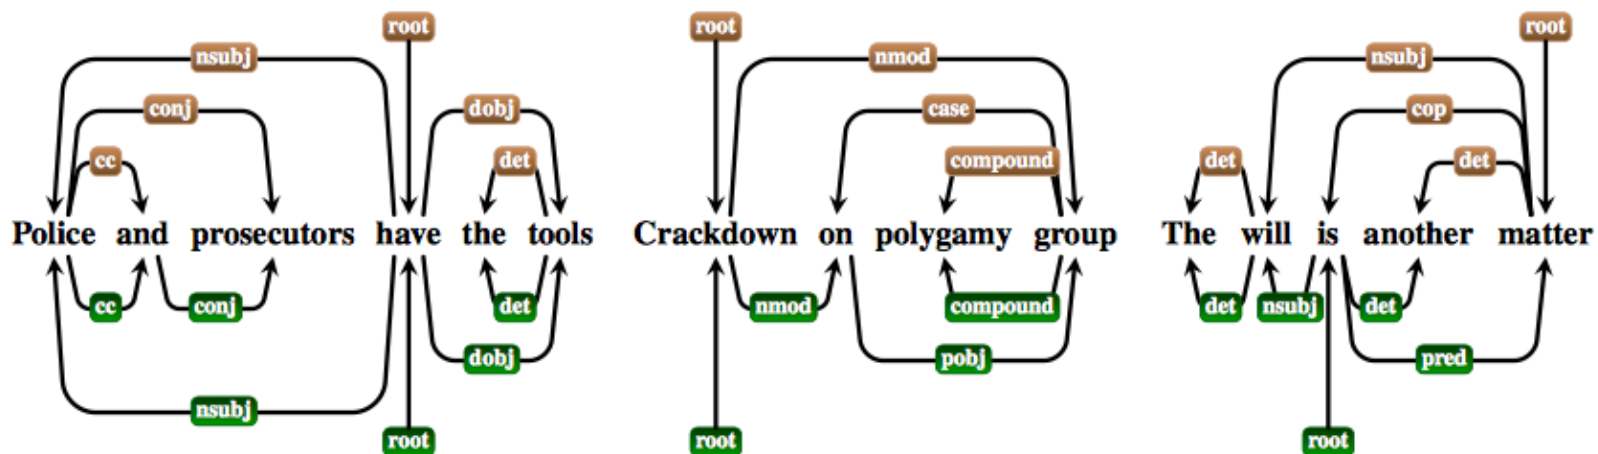 root root root
nsubj nmod nsubj
conj dobj case cop
cc det compound det det
Police and prosecutors have the tools Crackdown on polygamy group The will is another matter
cc conj det nmod compound det nsubj det
dobj pobj pred
nsubj
root root root